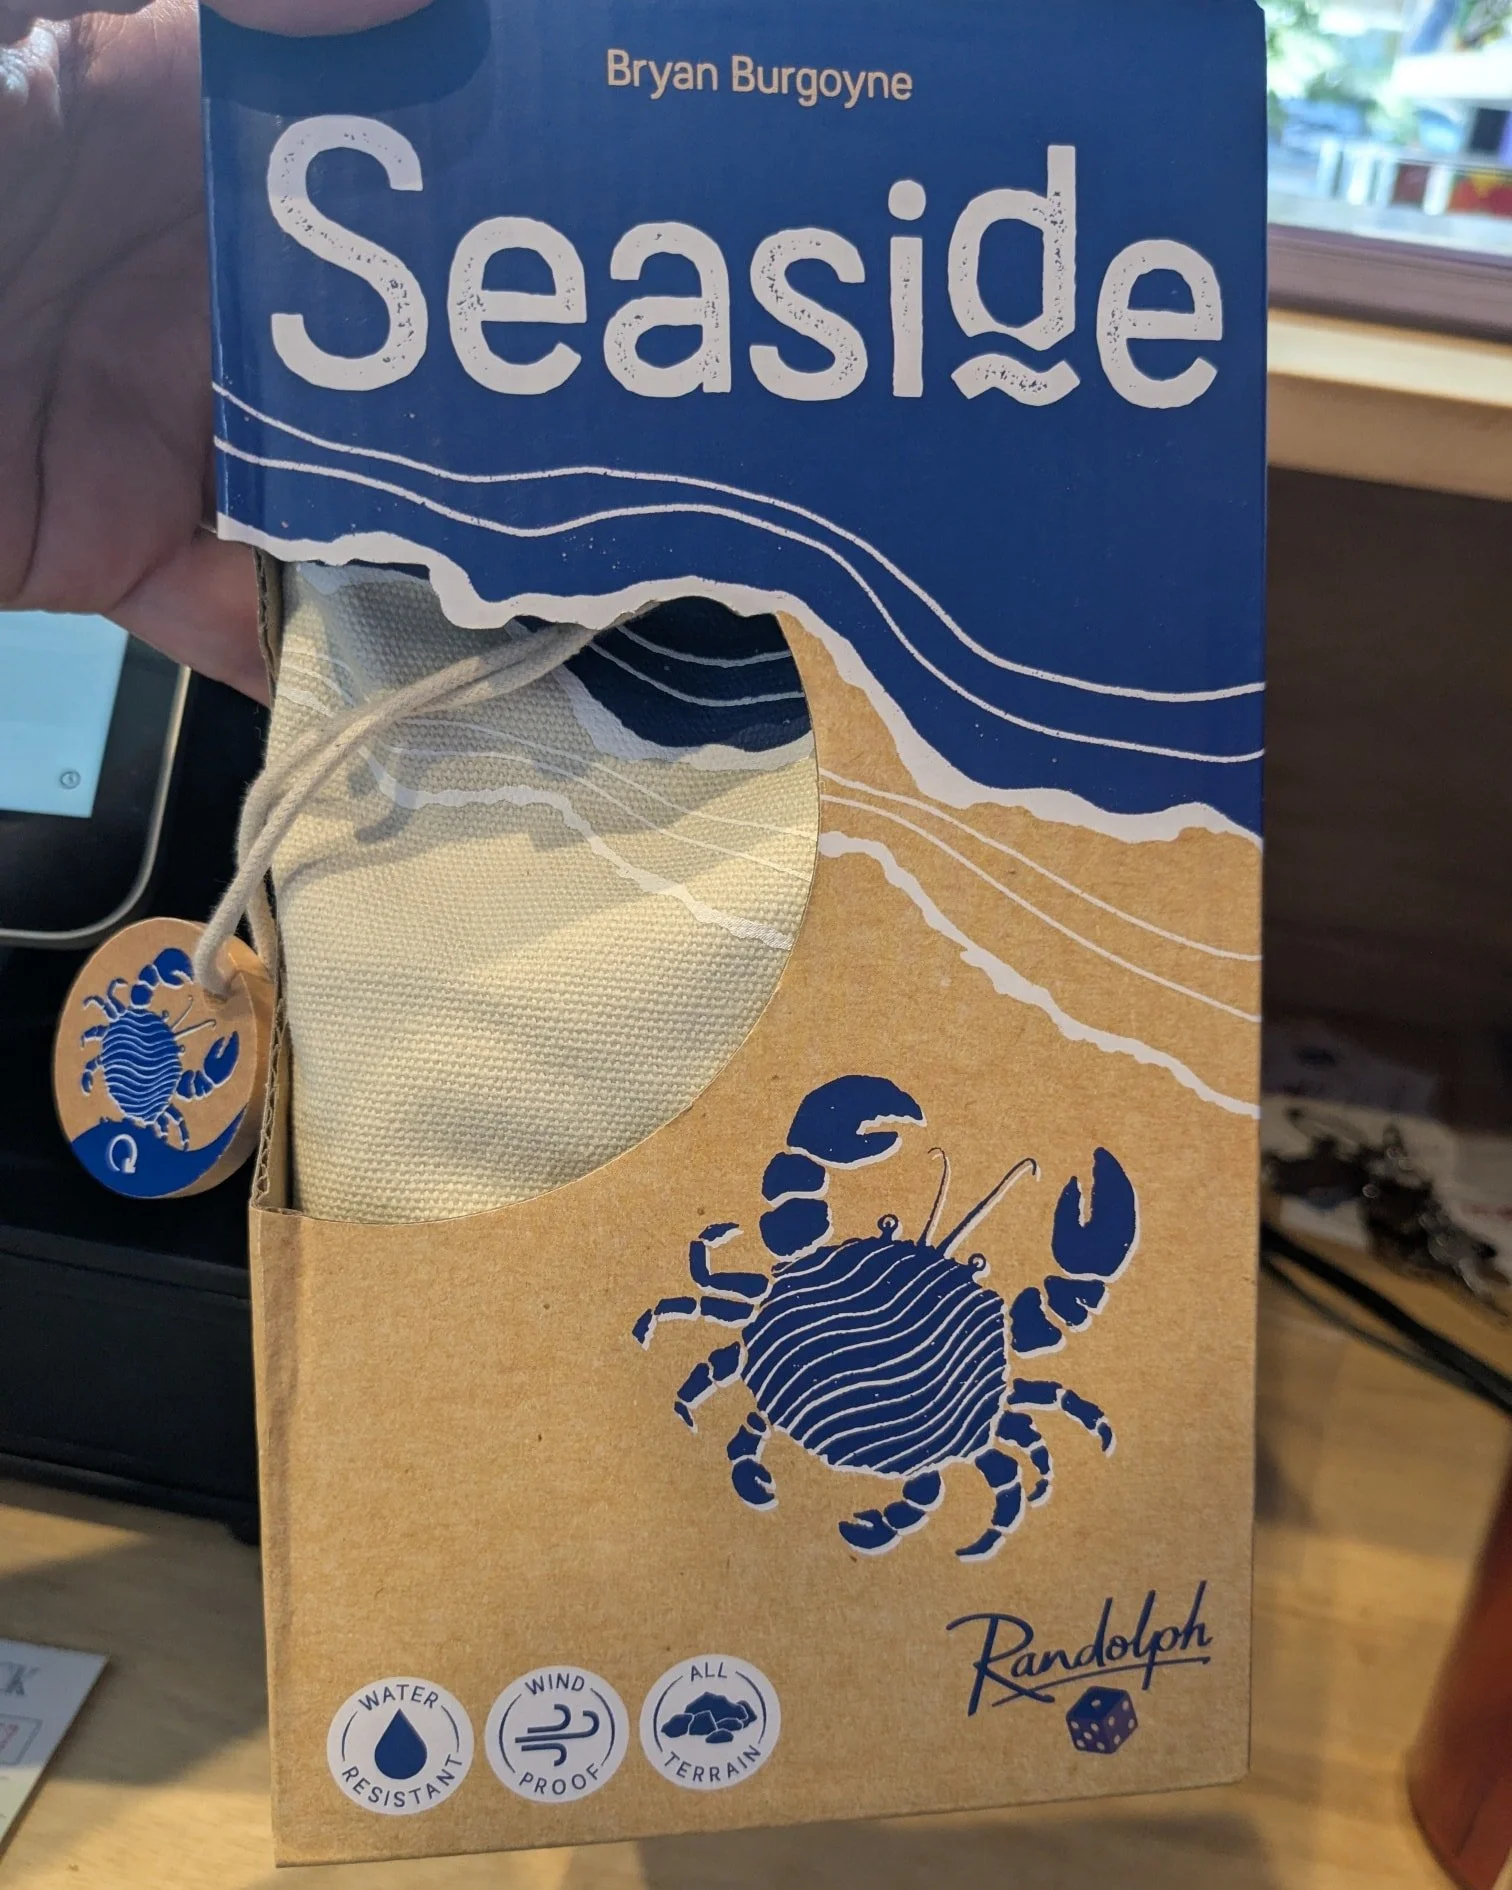 Bryan Burgoyne
Seaside
WATER
RESISTANT
WIND
PROOF
ALL
TERRAIN
Randolph